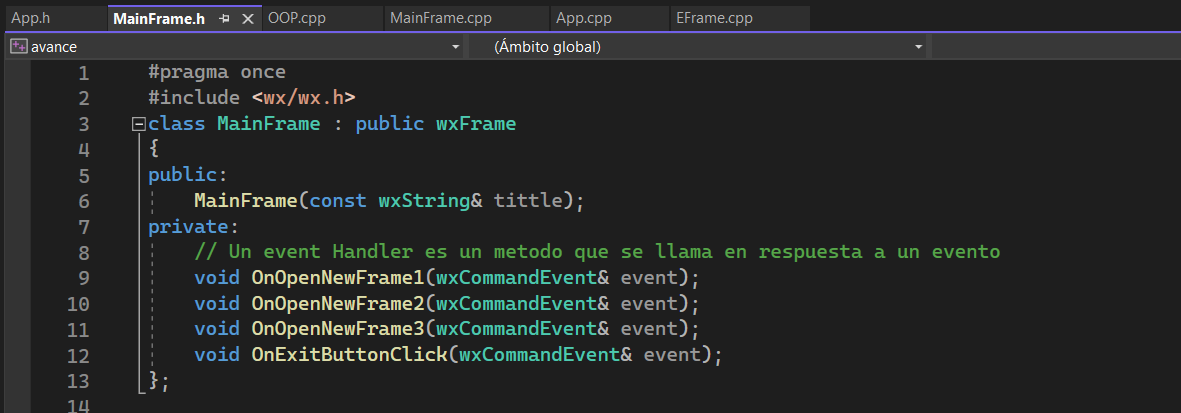 App.h MainFrame.h OOP.cpp MainFrame.cpp App.cpp EFrame.cpp
avance (Ámbito global)
1 #pragma once
2 #include <wx/wx.h>
3 class MainFrame : public wxFrame
4 {
5 public:
6 MainFrame(const wxString& tittle);
7 private:
8 // Un event Handler es un metodo que se llama en respuesta a un evento
9 void OnOpenNewFrame1(wxCommandEvent& event);
10 void OnOpenNewFrame2(wxCommandEvent& event);
11 void OnOpenNewFrame3(wxCommandEvent& event);
12 void OnExitButtonClick(wxCommandEvent& event);
13 };
14